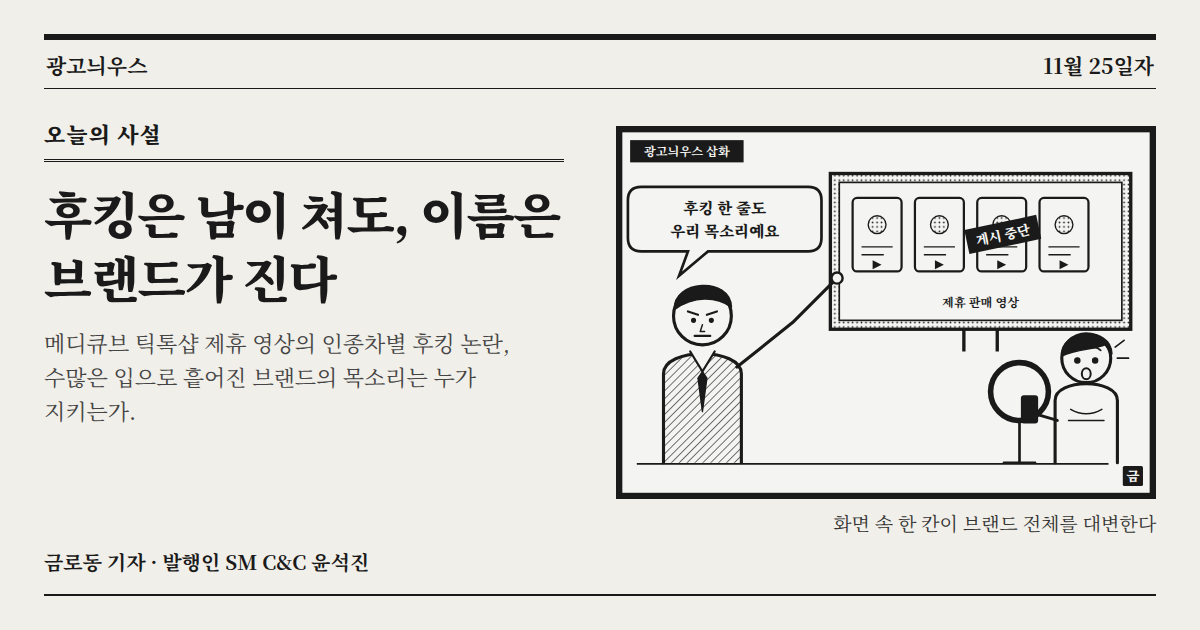 광고늬우스
11월 25일자
오늘의 사설
후킹은 남이 쳐도, 이름은
브랜드가 진다
메디큐브 틱톡샵 제휴 영상의 인종차별 후킹 논란,
수많은 입으로 흩어진 브랜드의 목소리는 누가
지키는가.
광고늬우스 삽화
후킹 한 줄도
우리 목소리예요
게시 중단
제휴 판매 영상
금
화면 속 한 칸이 브랜드 전체를 대변한다
금로동 기자 · 발행인 SM C&C 윤석진